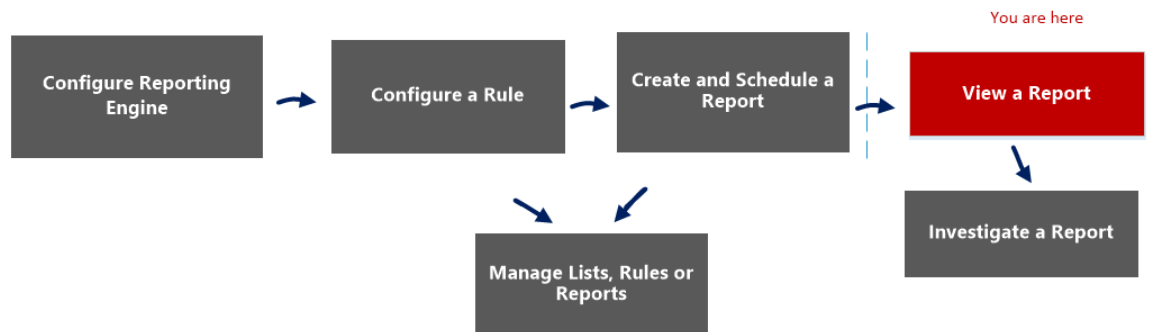 You are here
Configure Reporting
Engine
Configure a Rule
Create and Schedule a
Report
View a Report
Manage Lists, Rules or
Reports
Investigate a Report